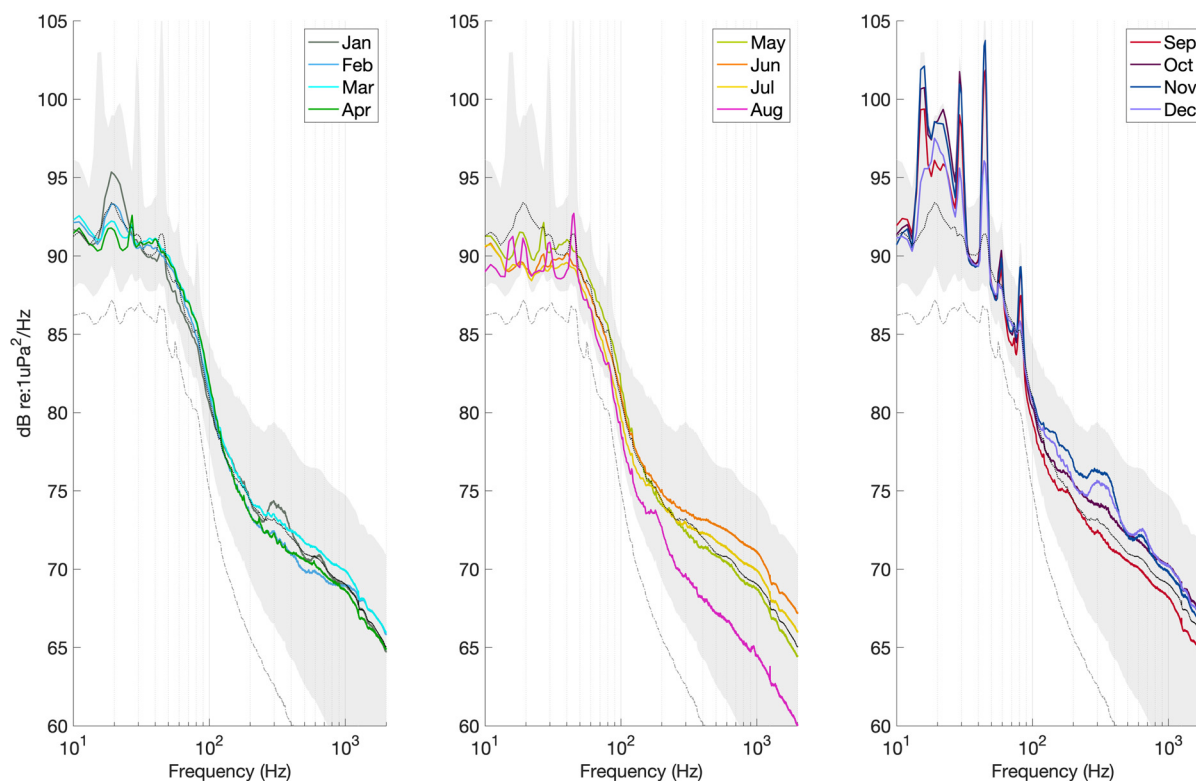 105
100
95
90
85
80
75
70
65
60
dB re:1uPa²/Hz
10¹
10²
10³
Frequency (Hz)
Jan
Feb
Mar
Apr
105
100
95
90
85
80
75
70
65
60
10¹
10²
10³
Frequency (Hz)
May
Jun
Jul
Aug
105
100
95
90
85
80
75
70
65
60
10¹
10²
10³
Frequency (Hz)
Sep
Oct
Nov
Dec